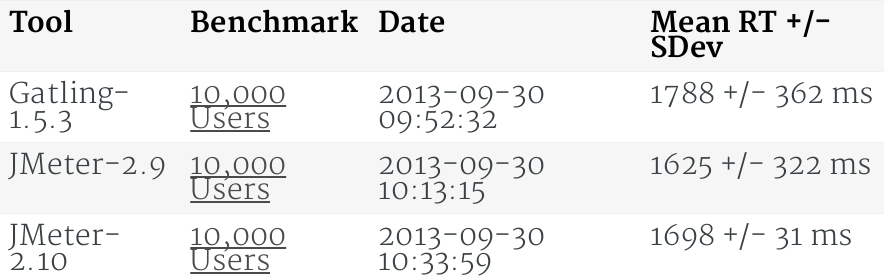 Tool Benchmark Date Mean RT +/-
SDev
Gatling- 10,000 2013-09-30 1788 +/- 362 ms
1.5.3 Users 09:52:32
JMeter-2.9 10,000 2013-09-30 1625 +/- 322 ms
Users 10:13:15
JMeter- 10,000 2013-09-30 1698 +/- 31 ms
2.10 Users 10:33:59